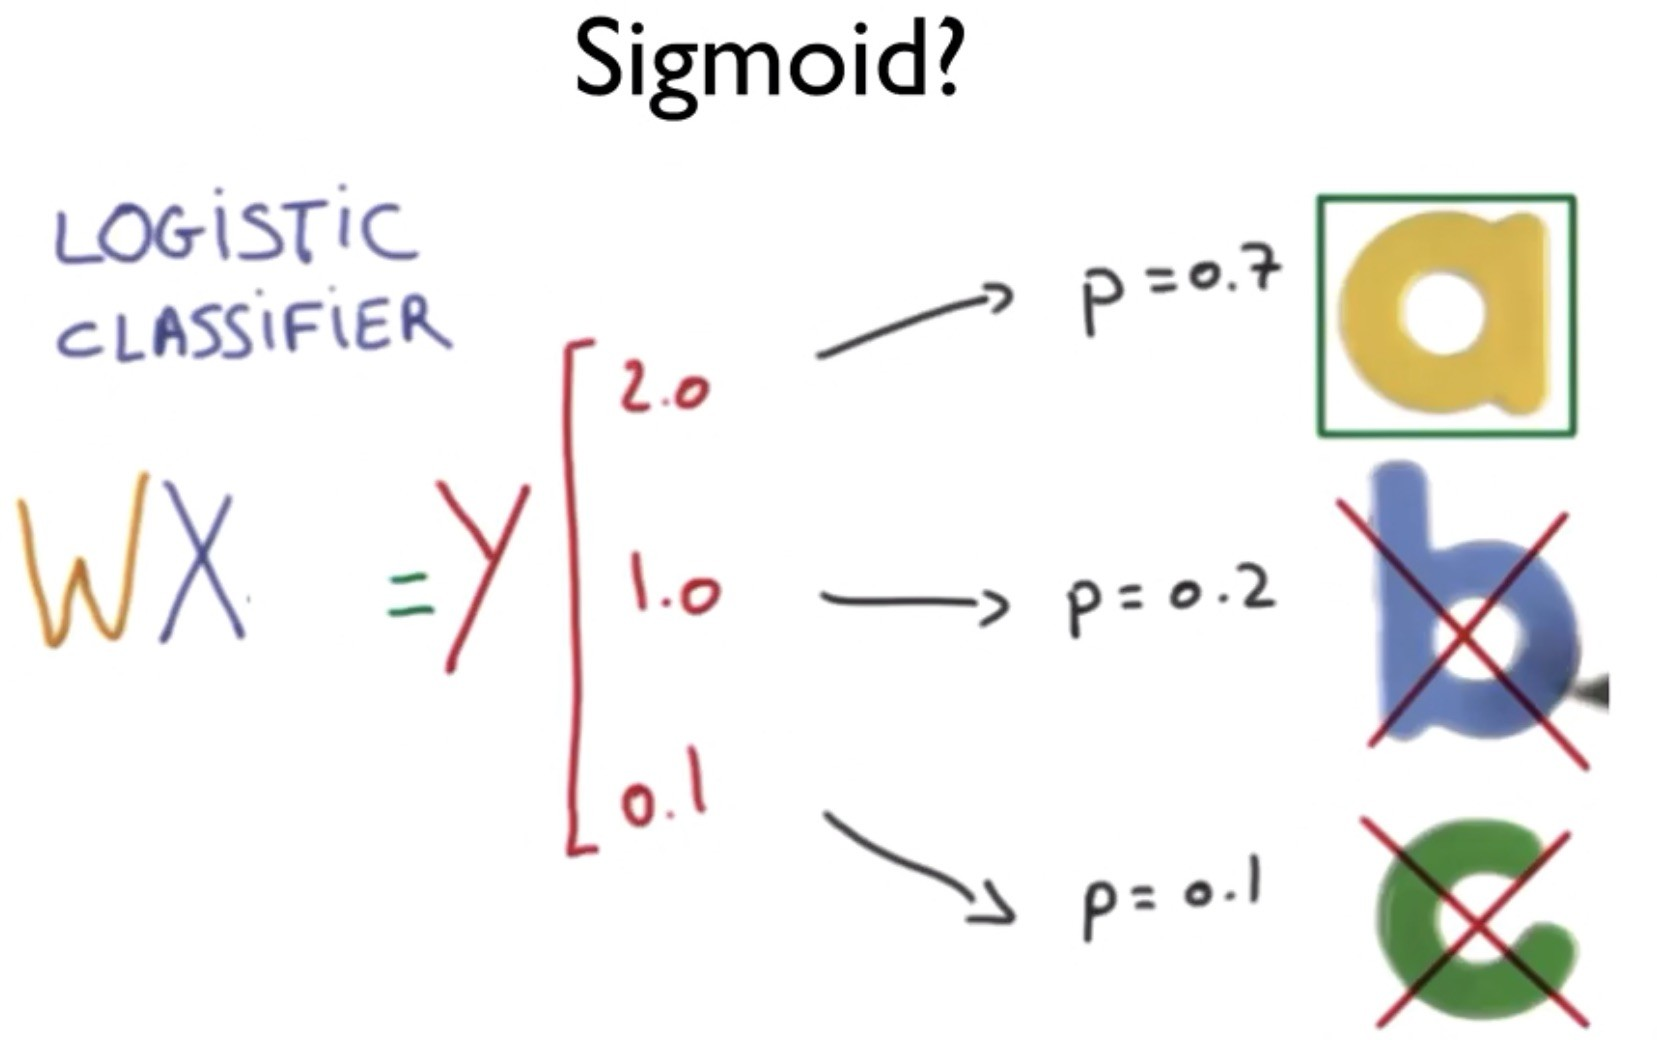 Sigmoid?
LOGiSTiC
CLASSiFiER
WX = Y
2.0
1.0
0.1
p = 0.7
a
p = 0.2
b
p = 0.1
c